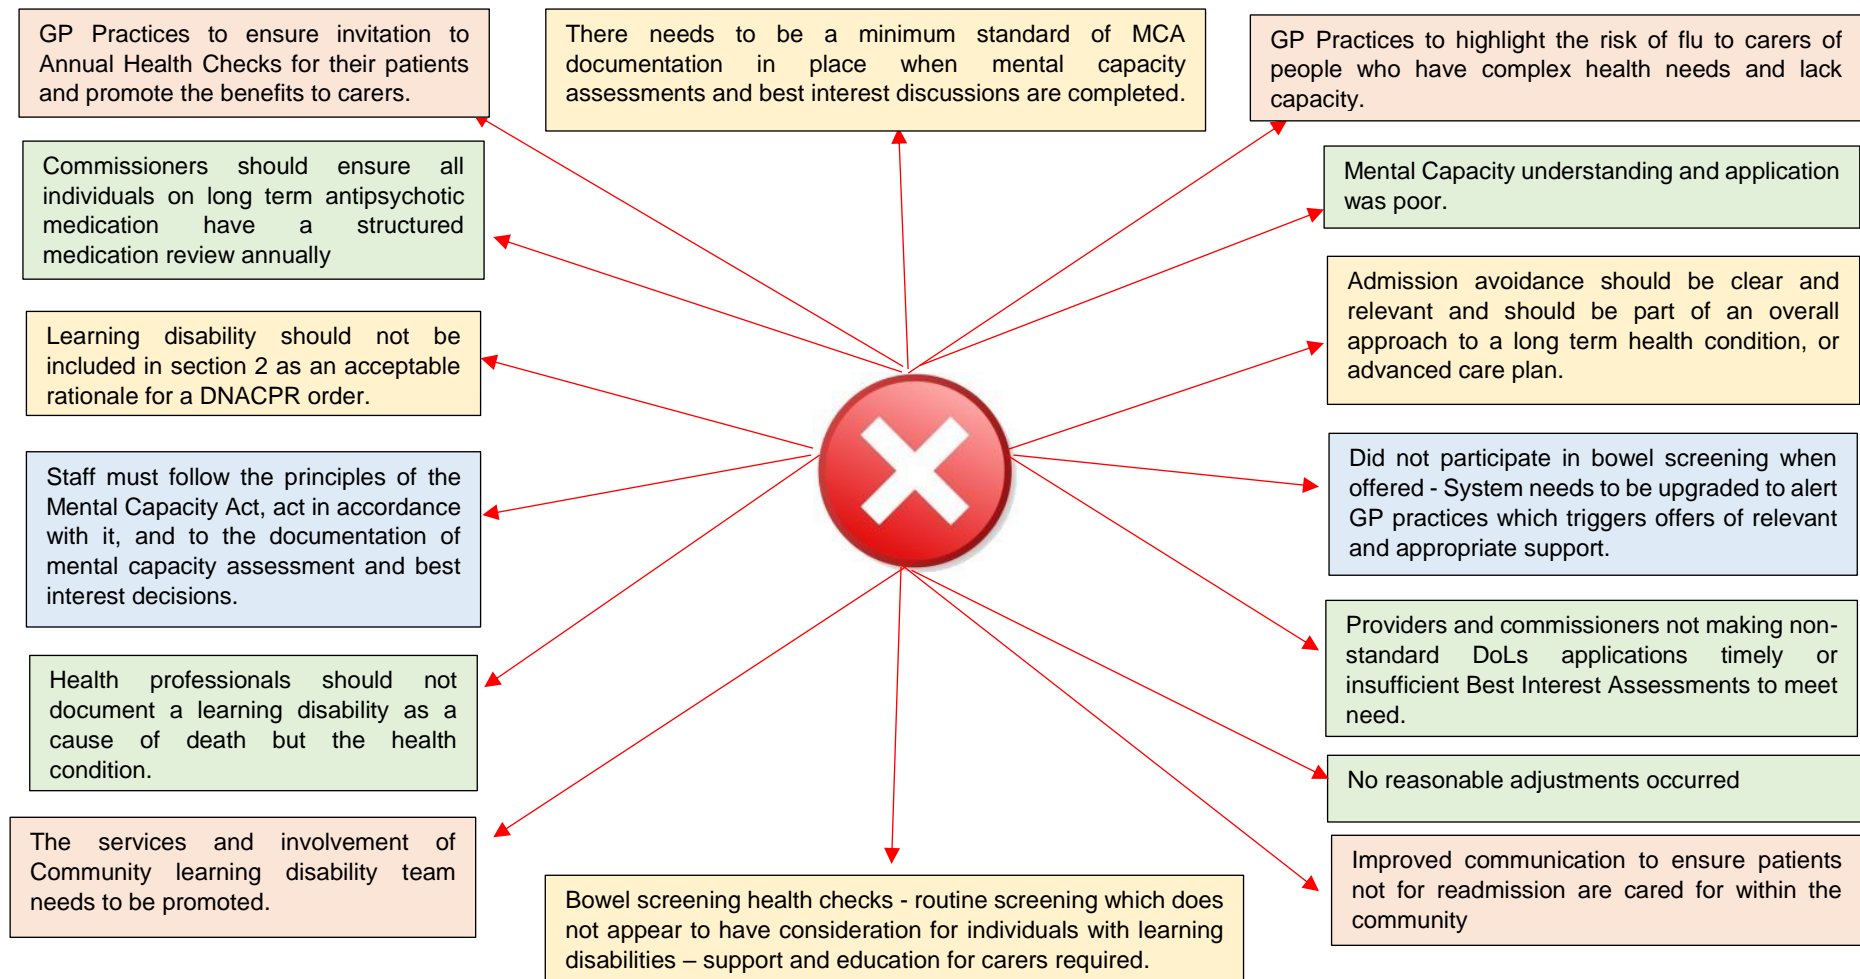 GP Practices to ensure invitation to
Annual Health Checks for their patients
and promote the benefits to carers.
There needs to be a minimum standard of MCA
documentation in place when mental capacity
assessments and best interest discussions are completed.
GP Practices to highlight the risk of flu to carers of
people who have complex health needs and lack
capacity.
Commissioners should ensure all
individuals on long term antipsychotic
medication have a structured
medication review annually
Mental Capacity understanding and application
was poor.
Learning disability should not be
included in section 2 as an acceptable
rationale for a DNACPR order.
Admission avoidance should be clear and
relevant and should be part of an overall
approach to a long term health condition, or
advanced care plan.
Staff must follow the principles of the
Mental Capacity Act, act in accordance
with it, and to the documentation of
mental capacity assessment and best
interest decisions.
Did not participate in bowel screening when
offered - System needs to be upgraded to alert
GP practices which triggers offers of relevant
and appropriate support.
Health professionals should not
document a learning disability as a
cause of death but the health
condition.
Providers and commissioners not making non-
standard DoLs applications timely or
insufficient Best Interest Assessments to meet
need.
No reasonable adjustments occurred
The services and involvement of
Community learning disability team
needs to be promoted.
Bowel screening health checks - routine screening which does
not appear to have consideration for individuals with learning
disabilities – support and education for carers required.
Improved communication to ensure patients
not for readmission are cared for within the
community